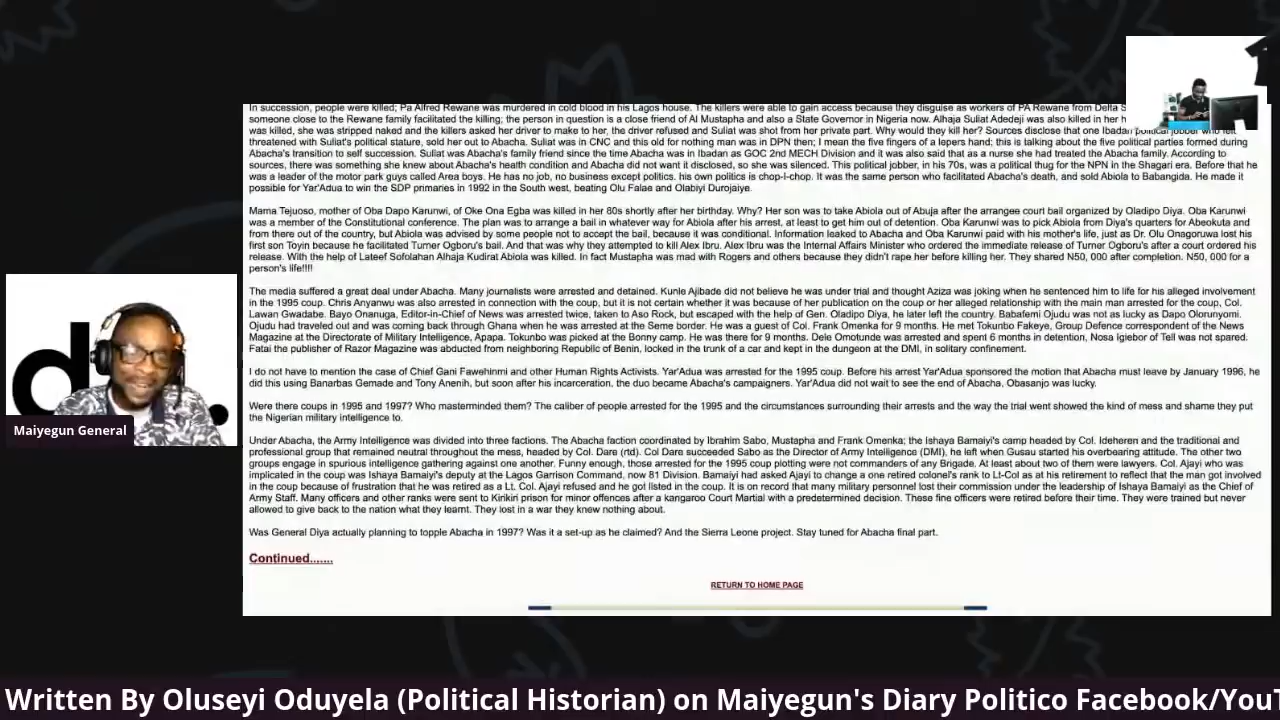 In succession, people were killed; Pa Alfred Rewane was murdered in cold blood in his Lagos house. The killers were able to gain access because they disguise as workers of PA Rewane from Delta S
someone close to the Rewane family facilitated the killing; the person in question is a close friend of Al Mustapha and also a State Governor in Nigeria now. Alhaja Suliat Adedeji was also killed in her h
was killed, she was stripped naked and the killers asked her driver to make to her, the driver refused and Suliat was shot from her private part. Why would they kill her? Sources disclose that one Ibadan political jobber who felt
threatened with Suliat's political stature, sold her out to Abacha. Suliat was in CNC and this old for nothing man was in DPN then; I mean the five fingers of a lepers hand; this is talking about the five political parties formed during
Abacha's transition to self succession. Suliat was Abacha's family friend since the time Abacha was in Ibadan as GOC 2ND MECH Division and it was also said that as a nurse she had treated the Abacha family. According to
sources, there was something she knew about Abacha's health condition and Abacha did not want it disclosed, so she was silenced. This political jobber, in his 70s, was a political thug for the NPN in the Shagari era. Before that he
was a leader of the motor park guys called Area boys. He has no job, no business except politics. his own politics is chop-I-chop. It was the same person who facilitated Abacha's death, and sold Abiola to Babangida. He made it
possible for Yar'Adua to win the SDP primaries in 1992 in the South west, beating Olu Falae and Olabiyi Durojaiye.
Mama Tejuoso, mother of Oba Dapo Karunwi, of Oke Ona Egba was killed in her 80s shortly after her birthday. Why? Her son was to take Abiola out of Abuja after the arrangee court bail organized by Oladipo Diya. Oba Karunwi
was a member of the Constitutional conference. The plan was to arrange a bail in whatever way for Abiola after his arrest, at least to get him out of detention. Oba Karunwi was to pick Abiola from Diya's quarters for Abeokuta and
from there out of the country, but Abiola was advised by some people not to accept the bail, because it was conditional. Information leaked to Abacha and Oba Karunwi paid with his mother's life, just as Dr. Olu Onagoruwa lost his
first son Toyin because he facilitated Turner Ogboru's bail. And that was why they attempted to kill Alex Ibru. Alex Ibru was the Internal Affairs Minister who ordered the immediate release of Turner Ogboru's after a court ordered his
release. With the help of Lateef Sofolahan Alhaja Kudirat Abiola was killed. In fact Mustapha was mad with Rogers and others because they didn't rape her before killing her. They shared N50, 000 after completion. N50, 000 for a
person's life!!!!
The media suffered a great deal under Abacha. Many journalists were arrested and detained. Kunle Ajibade did not believe he was under trial and thought Aziza was joking when he sentenced him to life for his alleged involvement
in the 1995 coup. Chris Anyanwu was also arrested in connection with the coup, but it is not certain whether it was because of her publication on the coup or her alleged relationship with the main man arrested for the coup, Col.
Lawan Gwadabe. Bayo Onanuga, Editor-in-Chief of News was arrested twice, taken to Aso Rock, but escaped with the help of Gen. Oladipo Diya, he later left the country. Babafemi Ojudu was not as lucky as Dapo Olorunyomi.
Ojudu had traveled out and was coming back through Ghana when he was arrested at the Seme border. He was a guest of Col. Frank Omenka for 9 months. He met Tokunbo Fakeye, Group Defence correspondent of the News
Magazine at the Directorate of Military Intelligence, Apapa. Tokunbo was picked at the Bonny camp. He was there for 9 months. Dele Omotunde was arrested and spent 6 months in detention, Nosa Igiebor of Tell was not spared.
Fatai the publisher of Razor Magazine was abducted from neighboring Republic of Benin, locked in the trunk of a car and kept in the dungeon at the DMI, in solitary confinement.
I do not have to mention the case of Chief Gani Fawehinmi and other Human Rights Activists. Yar'Adua was arrested for the 1995 coup. Before his arrest Yar'Adua sponsored the motion that Abacha must leave by January 1996, he
did this using Banarbas Gemade and Tony Anenih, but soon after his incarceration, the duo became Abacha's campaigners. Yar'Adua did not wait to see the end of Abacha, Obasanjo was lucky.
Were there coups in 1995 and 1997? Who masterminded them? The caliber of people arrested for the 1995 and the circumstances surrounding their arrests and the way the trial went showed the kind of mess and shame they put
the Nigerian military intelligence to.
Under Abacha, the Army Intelligence was divided into three factions. The Abacha faction coordinated by Ibrahim Sabo, Mustapha and Frank Omenka; the Ishaya Bamaiyi's camp headed by Col. Ideheren and the traditional and
professional group that remained neutral throughout the mess, headed by Col. Dare (rtd). Col Dare succeeded Sabo as the Director of Army Intelligence (DMI), he left when Gusau started his overbearing attitude. The other two
groups engage in spurious intelligence gathering against one another. Funny enough, those arrested for the 1995 coup plotting were not commanders of any Brigade. At least about two of them were lawyers. Col. Ajayi who was
implicated in the coup was Ishaya Bamaiyi's deputy at the Lagos Garrison Command, now 81 Division. Bamaiyi had asked Ajayi to change a one retired colonel's rank to Lt-Col as at his retirement to reflect that the man got involved
in the coup because of frustration that he was retired as a Lt. Col. Ajayi refused and he got listed in the coup. It is on record that many military personnel lost their commission under the leadership of Ishaya Bamaiyi as the Chief of
Army Staff. Many officers and other ranks were sent to Kirikiri prison for minor offences after a kangaroo Court Martial with a predetermined decision. These fine officers were retired before their time. They were trained but never
allowed to give back to the nation what they learnt. They lost in a war they knew nothing about.
Was General Diya actually planning to topple Abacha in 1997? Was it a set-up as he claimed? And the Sierra Leone project. Stay tuned for Abacha final part.
Continued.......
RETURN TO HOME PAGE
d.
Maiyegun General
Written By Oluseyi Oduyela (Political Historian) on Maiyegun's Diary Politico Facebook/YouT